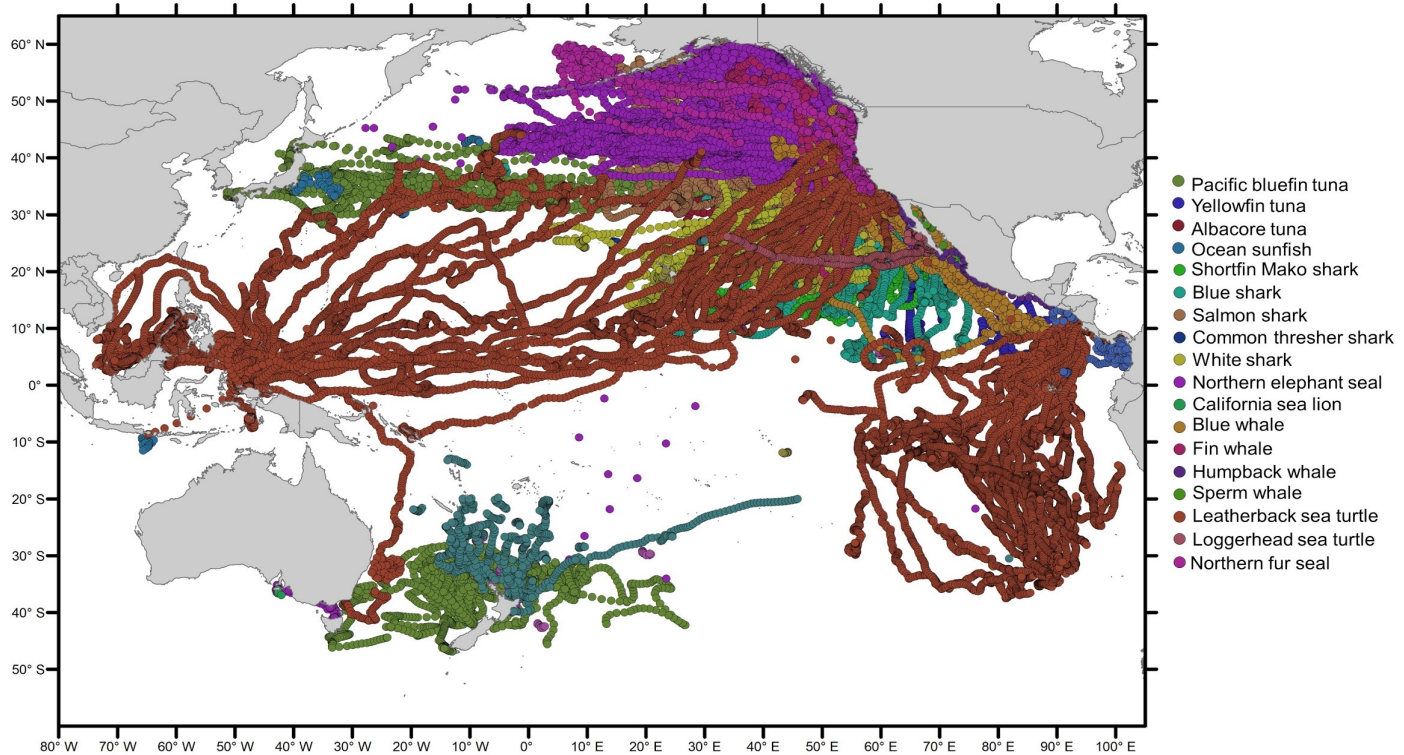 60° N
50° N
40° N
30° N
20° N
10° N
0°
10° S
20° S
30° S
40° S
50° S
80° W 70° W 60° W 50° W 40° W 30° W 20° W 10° W 0° 10° E 20° E 30° E 40° E 50° E 60° E 70° E 80° E 90° E 100° E
Pacific bluefin tuna
Yellowfin tuna
Albacore tuna
Ocean sunfish
Shortfin Mako shark
Blue shark
Salmon shark
Common thresher shark
White shark
Northern elephant seal
California sea lion
Blue whale
Fin whale
Humpback whale
Sperm whale
Leatherback sea turtle
Loggerhead sea turtle
Northern fur seal